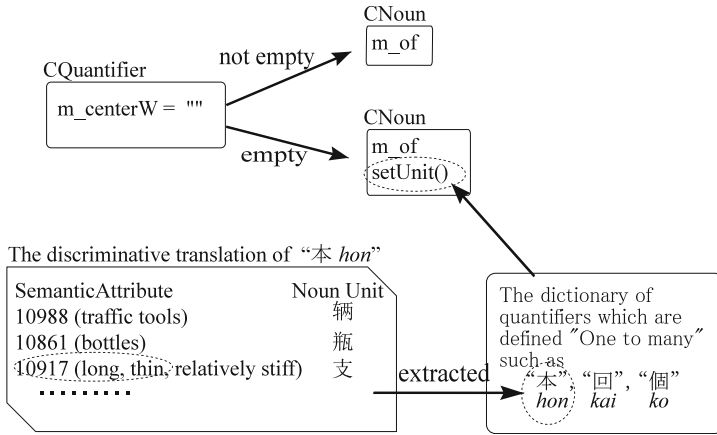 CNoun
m_of
not empty
CQuantifier
m_centerW = ""
CNoun
m_of
setUnit()
empty
The discriminative translation of “本 hon”
SemanticAttribute Noun Unit
10988 (traffic tools) 辆
10861 (bottles) 瓶
10917 (long, thin, relatively stiff) 支
extracted
The dictionary of
quantifiers which are
defined "One to many"
such as
“本”, “回”, “個”
hon kai ko